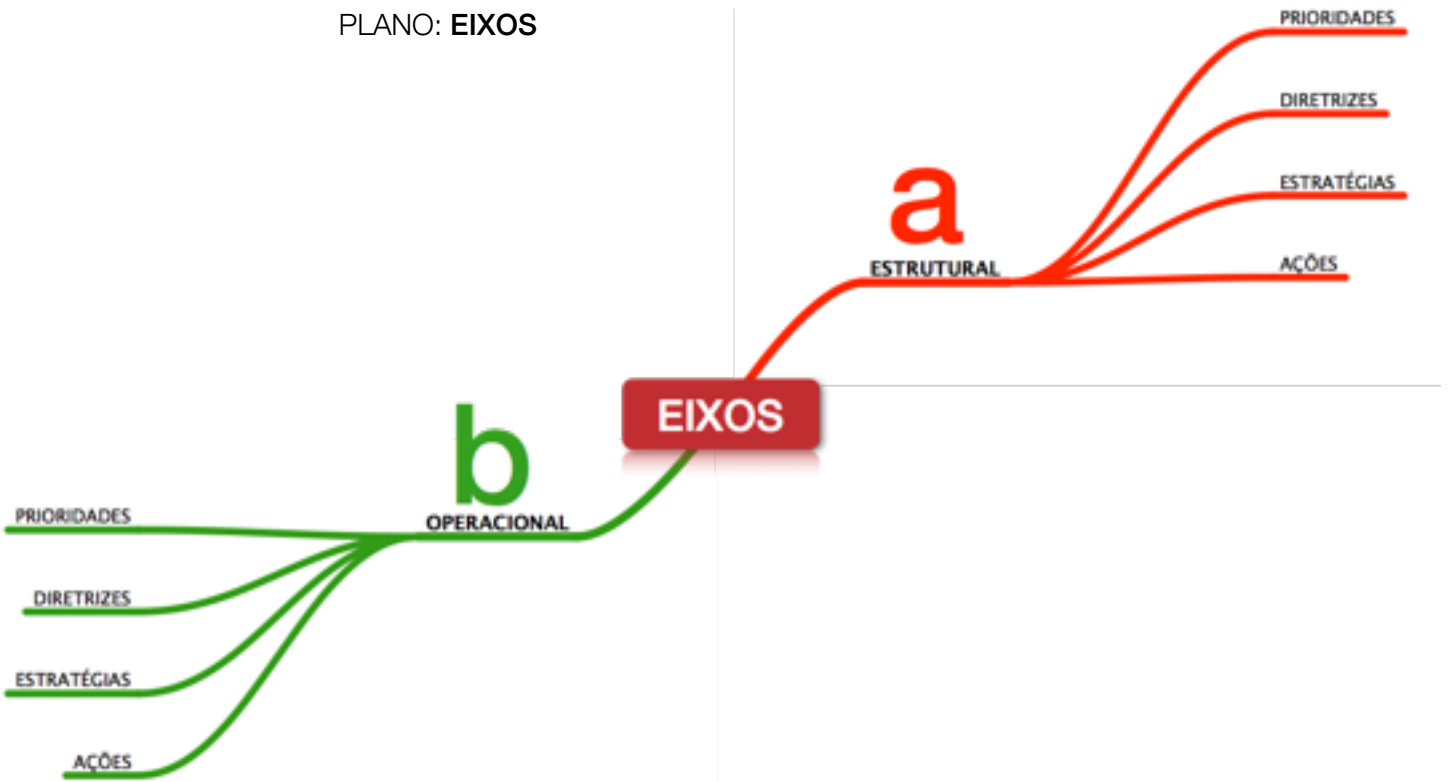 PLANO: EIXOS
PRIORIDADES
DIRETRIZES
ESTRATÉGIAS
AÇÕES
a
ESTRUTURAL
EIXOS
b
OPERACIONAL
PRIORIDADES
DIRETRIZES
ESTRATÉGIAS
AÇÕES